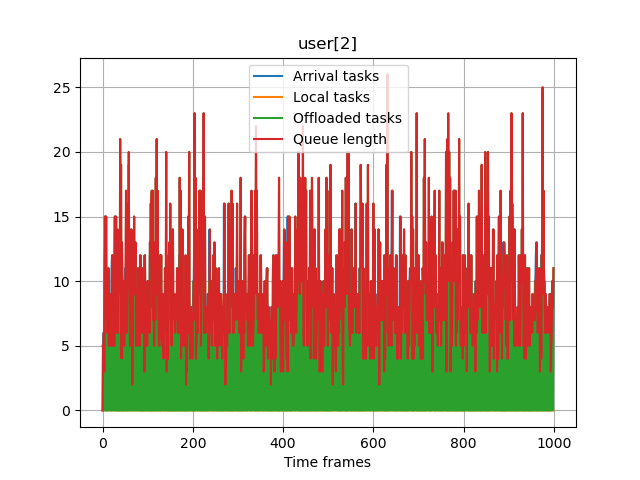 user[2]
Arrival tasks
Local tasks
Offloaded tasks
Queue length
25
20
15
10
5
0
0 200 400 600 800 1000
Time frames